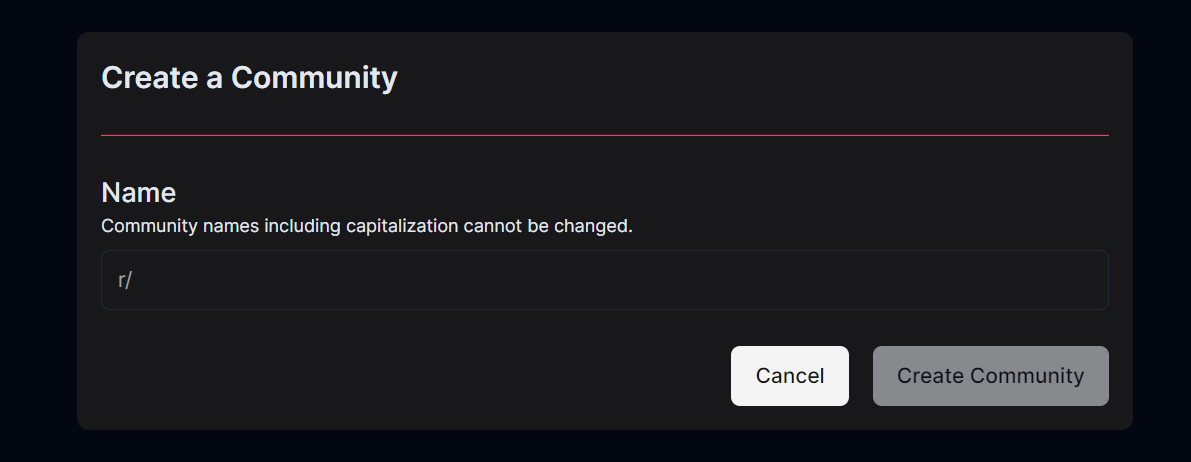 Create a Community
Name
Community names including capitalization cannot be changed.
r/
Cancel
Create Community